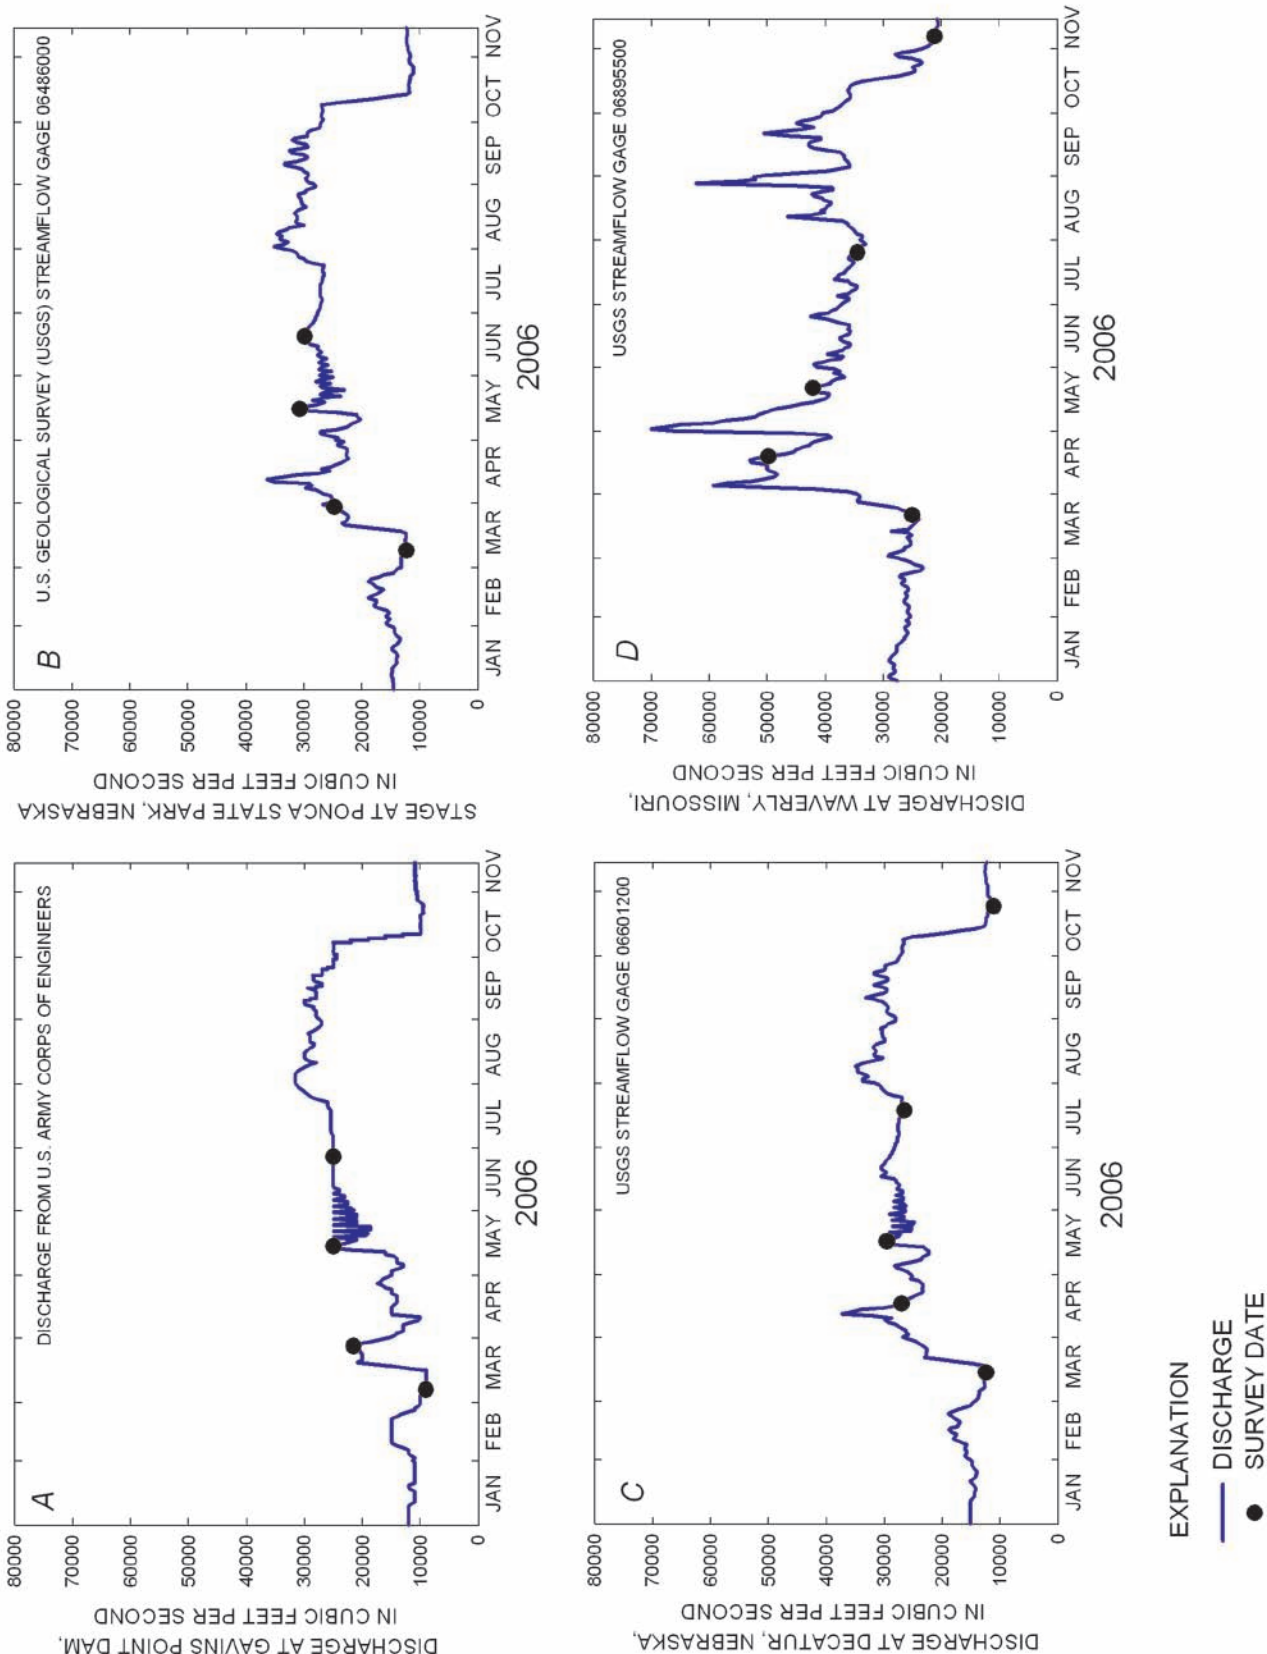 A
DISCHARGE FROM U.S. ARMY CORPS OF ENGINEERS
DISCHARGE AT GAVINS POINT DAM,
IN CUBIC FEET PER SECOND
80000
70000
60000
50000
40000
30000
20000
10000
0
JAN FEB MAR APR MAY JUN JUL AUG SEP OCT NOV
2006
B
U.S. GEOLOGICAL SURVEY (USGS) STREAMFLOW GAGE 06486000
STAGE AT PONCA STATE PARK, NEBRASKA
IN CUBIC FEET PER SECOND
80000
70000
60000
50000
40000
30000
20000
10000
0
JAN FEB MAR APR MAY JUN JUL AUG SEP OCT NOV
2006
C
USGS STREAMFLOW GAGE 06601200
DISCHARGE AT DECATUR, NEBRASKA,
IN CUBIC FEET PER SECOND
80000
70000
60000
50000
40000
30000
20000
10000
0
JAN FEB MAR APR MAY JUN JUL AUG SEP OCT NOV
2006
D
USGS STREAMFLOW GAGE 06895500
DISCHARGE AT WAVERLY, MISSOURI,
IN CUBIC FEET PER SECOND
80000
70000
60000
50000
40000
30000
20000
10000
0
JAN FEB MAR APR MAY JUN JUL AUG SEP OCT NOV
2006
EXPLANATION
DISCHARGE
SURVEY DATE